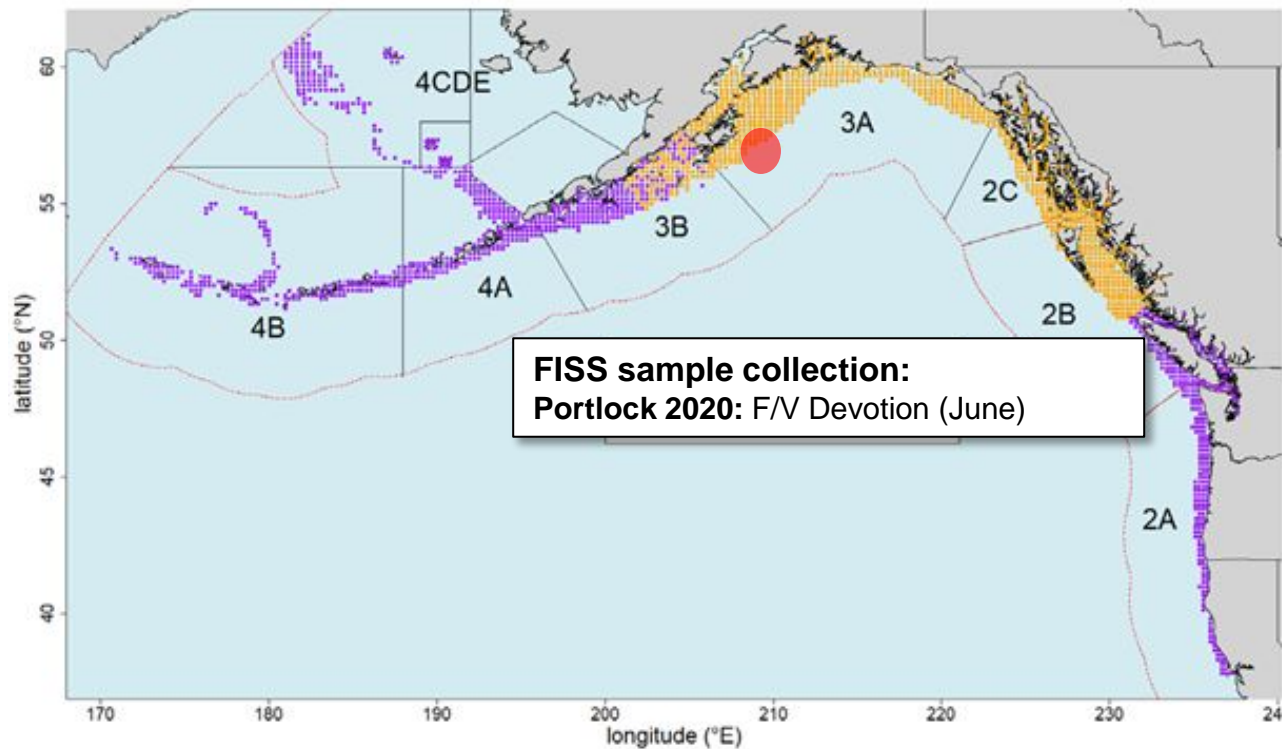 60
55
50
45
40
latitude (°N)
4CDE
3A
2C
3B
4A
2B
4B
2A
FISS sample collection:
Portlock 2020: F/V Devotion (June)
170
180
190
200
210
220
230
longitude (°E)